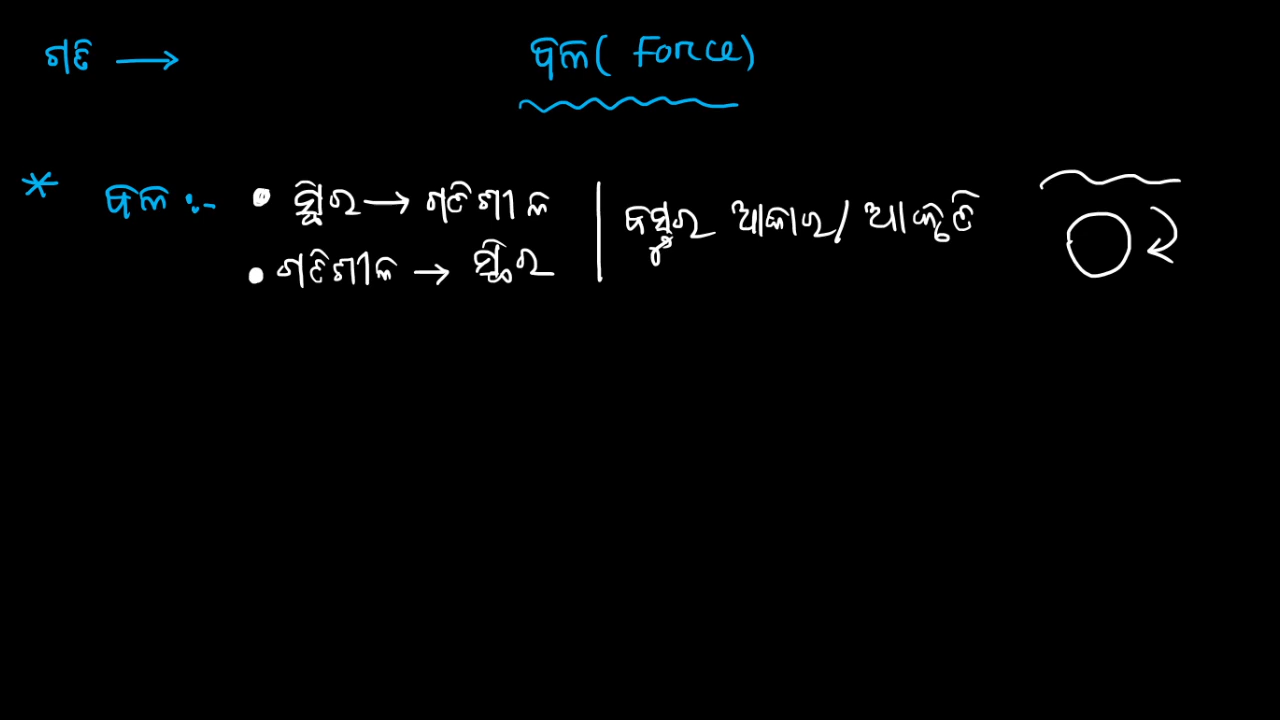 ଗତି → ବଳ ( Force )
* ବଳ :- • ସ୍ଥିର → ଗତିଶୀଳ | ବସ୍ତୁର ଆକାର / ଆକୃତି
• ଗତିଶୀଳ → ସ୍ଥିର